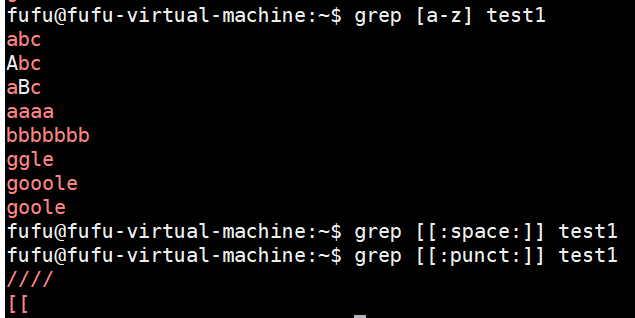 fufu@fufu-virtual-machine:~$ grep [a-z] test1
abc
Abc
aBc
aaaa
bbbbbbb
ggle
gooole
goole
fufu@fufu-virtual-machine:~$ grep [[:space:]] test1
fufu@fufu-virtual-machine:~$ grep [[:punct:]] test1
////
[[